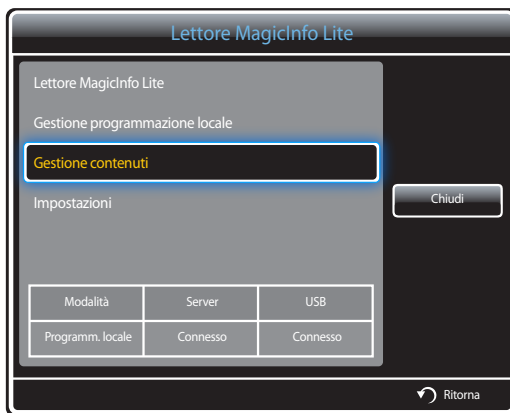 Lettore MagicInfo Lite
Lettore MagicInfo Lite
Gestione programmazione locale
Gestione contenuti
Impostazioni
Chiudi
Modalità Server USB
Programm. locale Connesso Connesso
Ritorna